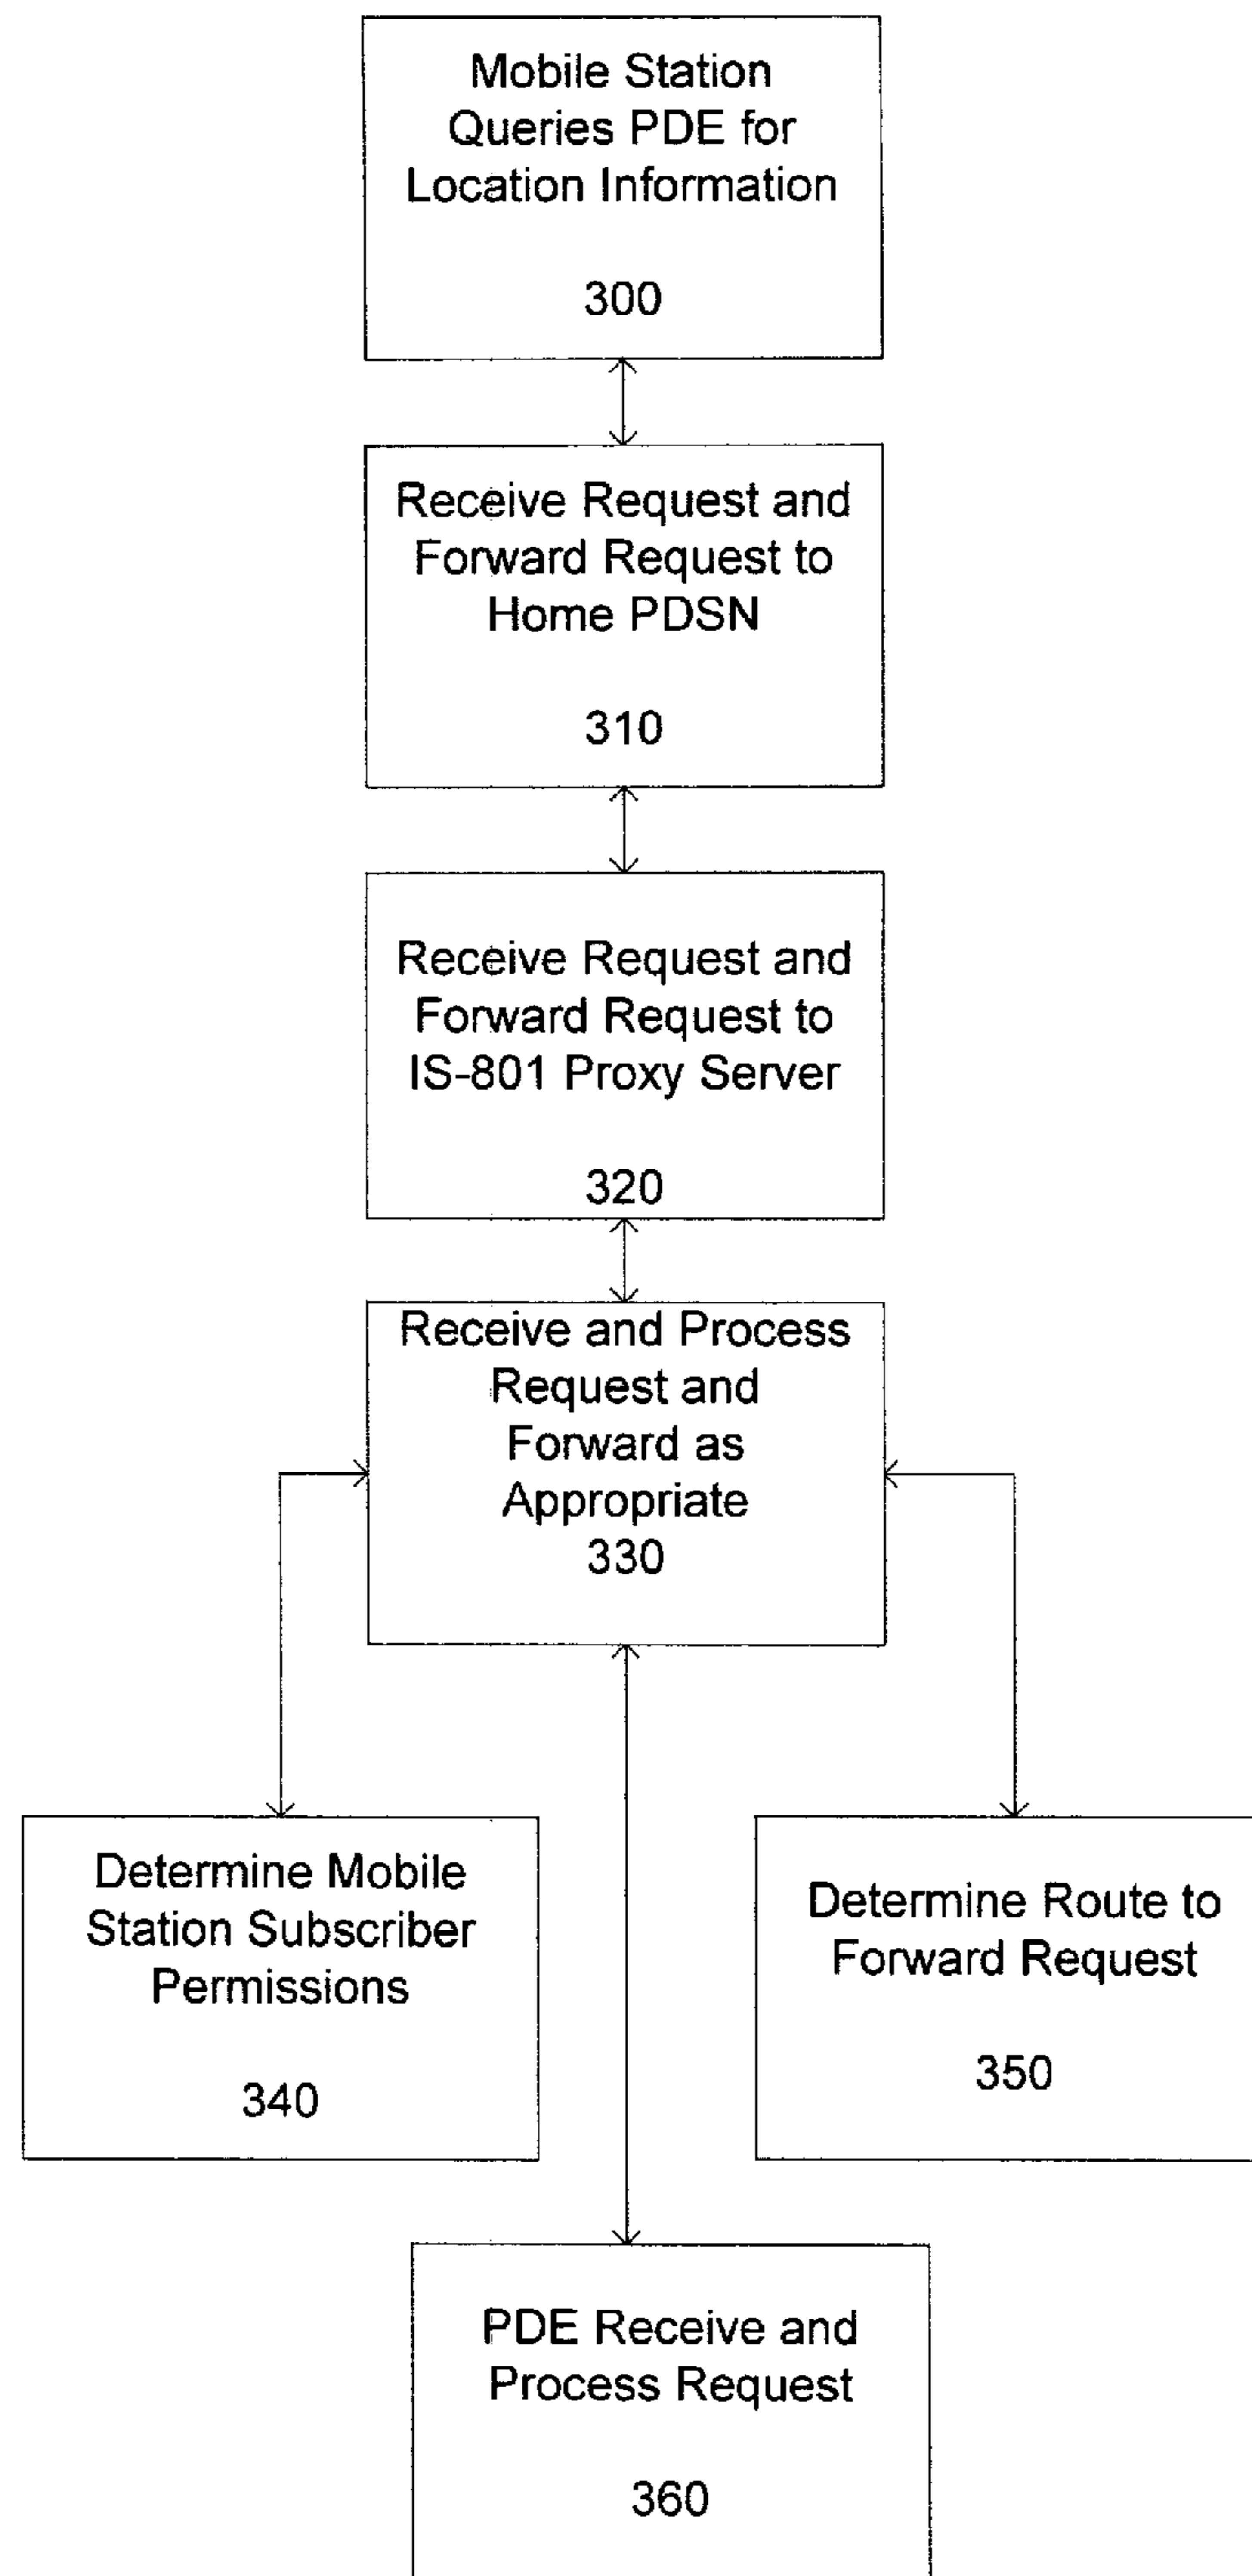 Mobile Station
Queries PDE for
Location Information
300
Receive Request and
Forward Request to
Home PDSN
310
Receive Request and
Forward Request to
IS-801 Proxy Server
320
Receive and Process
Request and
Forward as
Appropriate
330
Determine Mobile
Station Subscriber
Permissions
340
Determine Route to
Forward Request
350
PDE Receive and
Process Request
360